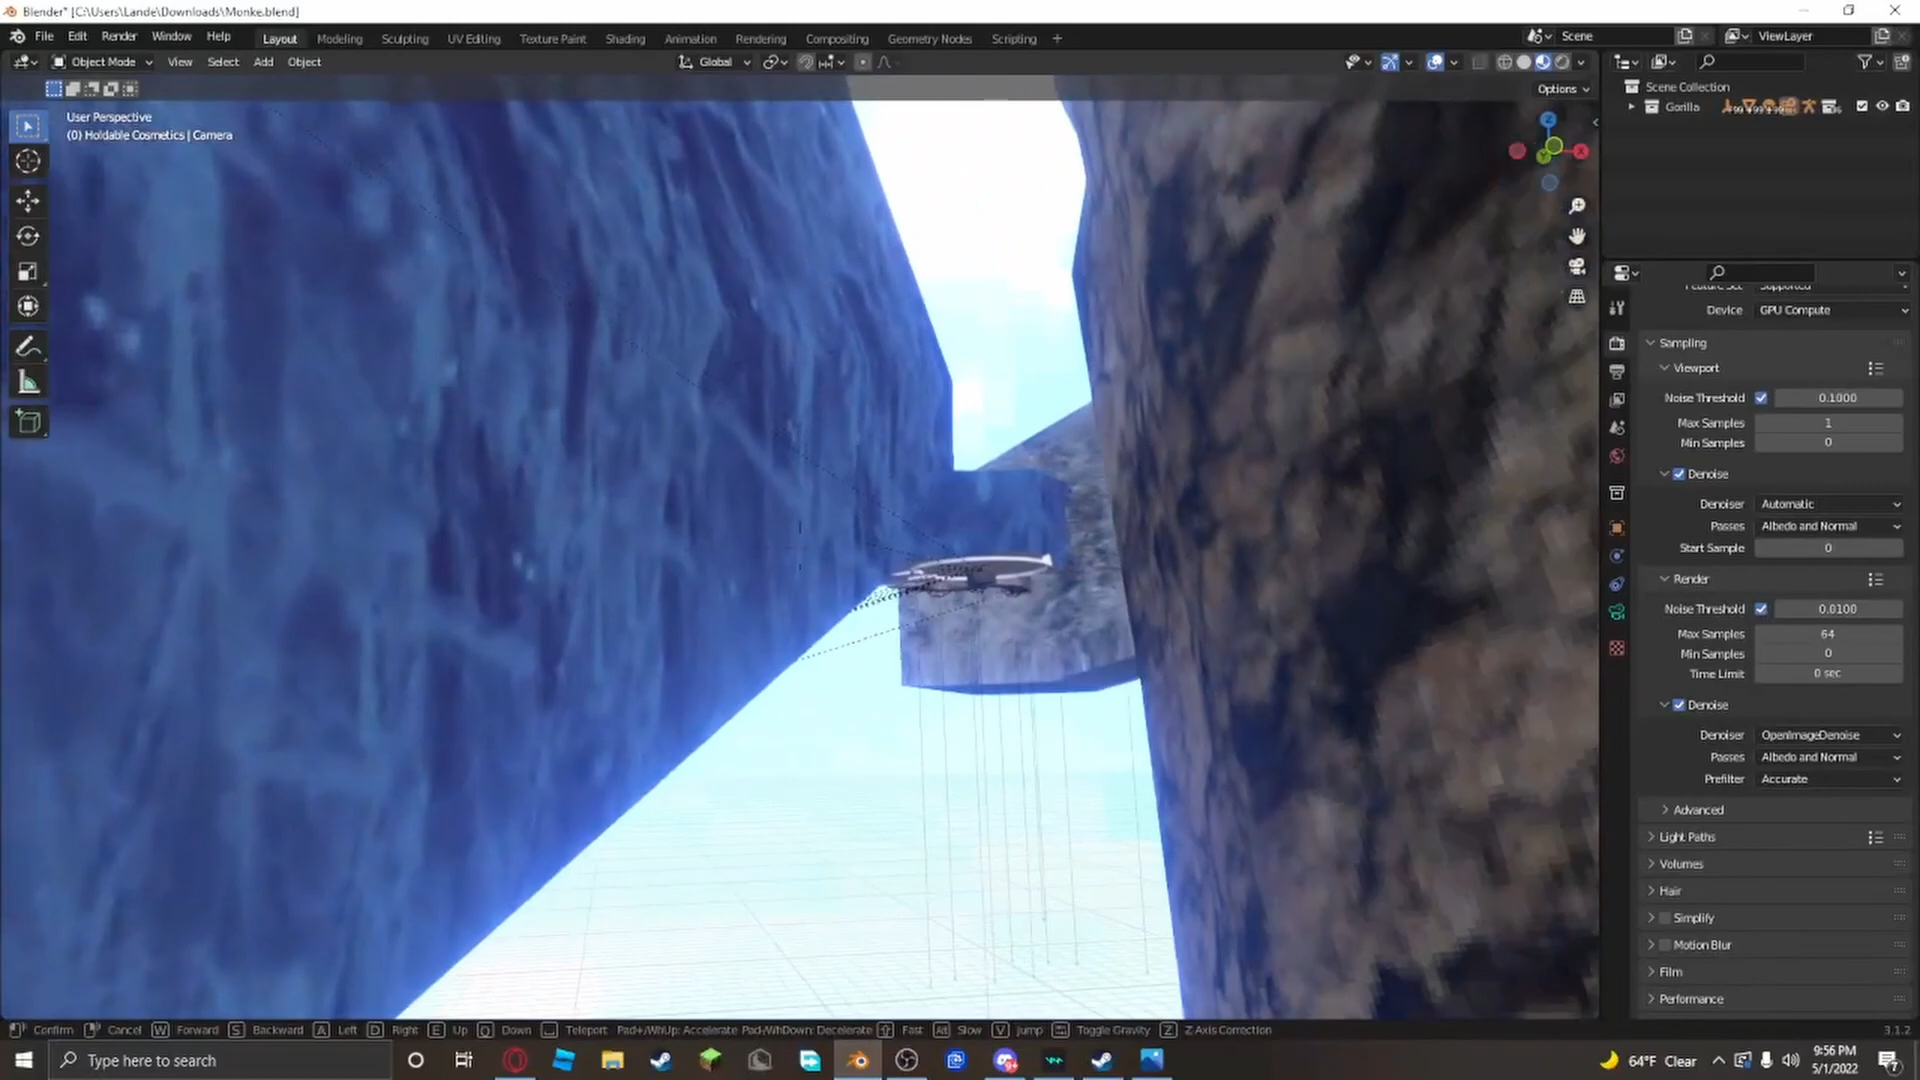 Blender* [C:\Users\Lande\Downloads\Monke.blend]
File Edit Render Window Help Layout Modeling Sculpting UV Editing Texture Paint Shading Animation Rendering Compositing Geometry Nodes Scripting + Scene ViewLayer
Object Mode View Select Add Object Global
Options
User Perspective
(0) Holdable Cosmetics | Camera
Z
X
Y
Scene Collection
Gorilla
Feature Set Supported
Device GPU Compute
Sampling
Viewport
Noise Threshold 0.1000
Max Samples 1
Min Samples 0
Denoise
Denoiser Automatic
Passes Albedo and Normal
Start Sample 0
Render
Noise Threshold 0.0100
Max Samples 64
Min Samples 0
Time Limit 0 sec
Denoise
Denoiser OpenImageDenoise
Passes Albedo and Normal
Prefilter Accurate
Advanced
Light Paths
Volumes
Hair
Simplify
Motion Blur
Film
Performance
Confirm Cancel W Forward S Backward A Left D Right E Up Q Down Teleport Pad+/WhUp: Accelerate Pad-/WhDown: Decelerate Fast Alt Slow V Jump Toggle Gravity Z Z Axis Correction 3.1.2
Type here to search
64°F Clear
9:56 PM
5/1/2022
7